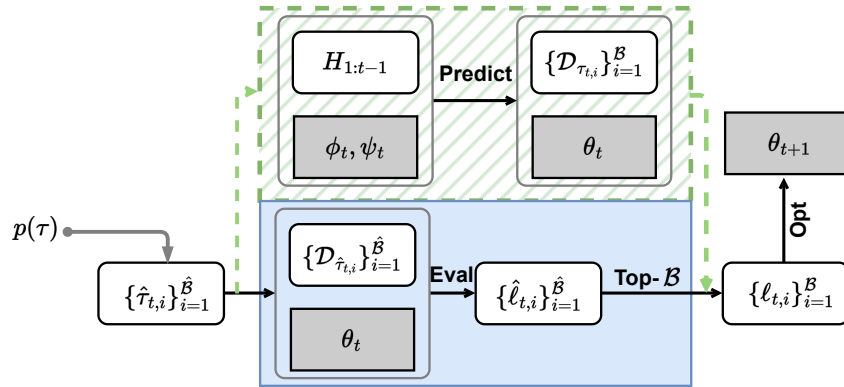 H_{1:t−1}
Predict
{𝒟_{τ_{t,i}}}_{i=1}^{ℬ}
ϕ_t, ψ_t
θ_t
θ_{t+1}
p(τ)
Opt
{𝒟_{τ̂_{t,i}}}_{i=1}^{ℬ̂}
Eval
{τ̂_{t,i}}_{i=1}^{ℬ̂}
{ℓ̂_{t,i}}_{i=1}^{ℬ̂}
Top-ℬ
{ℓ_{t,i}}_{i=1}^{ℬ}
θ_t